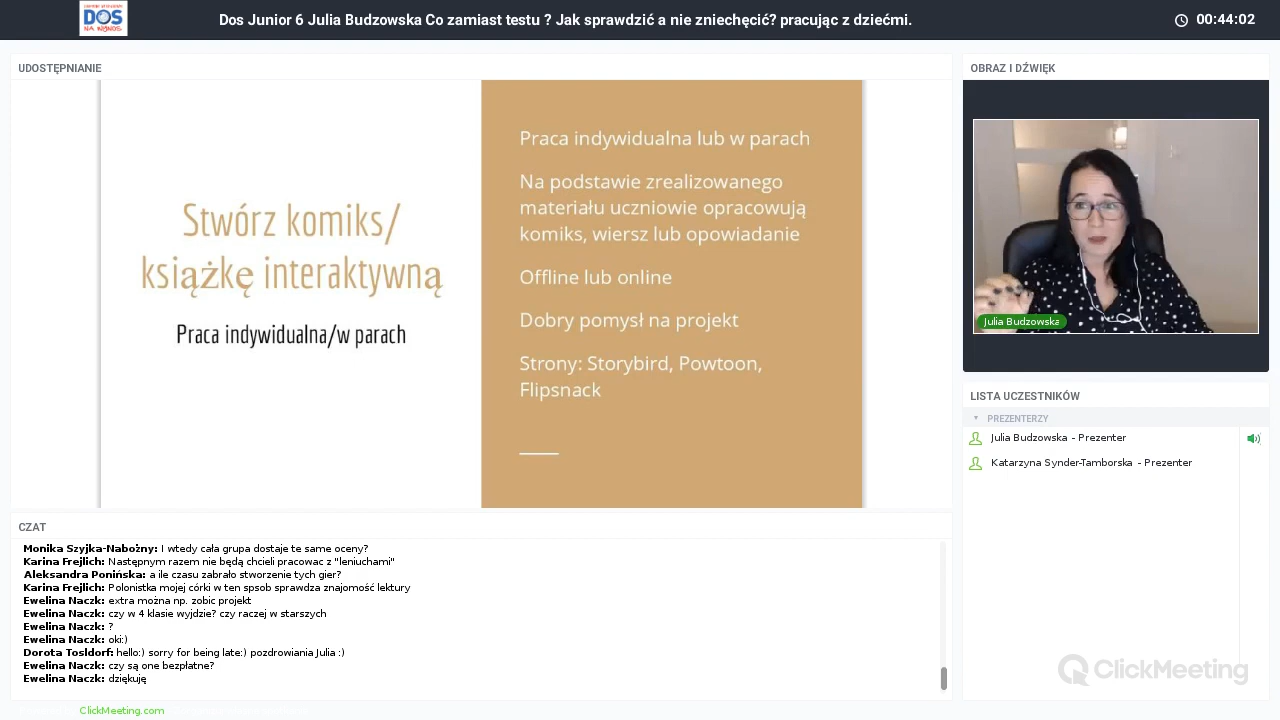 DOS
NA WYNOS
Dos Junior 6 Julia Budzowska Co zamiast testu ? Jak sprawdzić a nie zniechęcić? pracując z dziećmi.
00:44:02
UDOSTĘPNIANIE
Stwórz komiks/
książkę interaktywną
Praca indywidualna/w parach
Praca indywidualna lub w parach
Na podstawie zrealizowanego
materiału uczniowie opracowują
komiks, wiersz lub opowiadanie
Offline lub online
Dobry pomysł na projekt
Strony: Storybird, Powtoon,
Flipsnack
OBRAZ I DŹWIĘK
Julia Budzowska
LISTA UCZESTNIKÓW
PREZENTERZY
Julia Budzowska - Prezenter
Katarzyna Synder-Tamborska - Prezenter
ClickMeeting
CZAT
Monika Szyjka-Nabożny: I wtedy cała grupa dostaje te same oceny?
Karina Frejlich: Następnym razem nie będą chcieli pracowac z "leniuchami"
Aleksandra Ponińska: a ile czasu zabrało stworzenie tych gier?
Karina Frejlich: Polonistka mojej córki w ten spsob sprawdza znajomość lektury
Ewelina Naczk: extra można np. zobic projekt
Ewelina Naczk: czy w 4 klasie wyjdzie? czy raczej w starszych
Ewelina Naczk: ?
Ewelina Naczk: oki:)
Dorota Tosldorf: hello:) sorry for being late:) pozdrowiania Julia :)
Ewelina Naczk: czy są one bezpłatne?
Ewelina Naczk: dziękuję
ClickMeeting.com